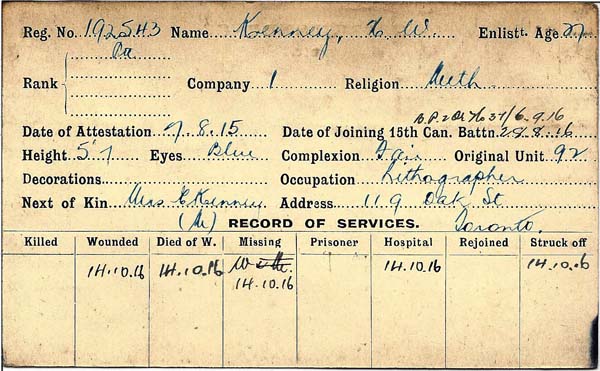 Reg. No. 192543 Name Kenney, H W. Enlistt. Age 27
Rank Pa Company 1 Religion Meth.
B.P.2 37/6.9.16
Date of Attestation 7.8.15 Date of Joining 15th Can. Battn. 28.8.16
Height 5'7 Eyes Blue Complexion Fair Original Unit 92
Decorations Occupation Lithographer
Next of Kin Mrs E Kenney Address 119 Oak St
(M) RECORD OF SERVICES. Toronto.
Killed Wounded Died of W. Missing Prisoner Hospital Rejoined Struck off
14.10.16 14.10.16 14.10.16 14.10.16
14.10.16